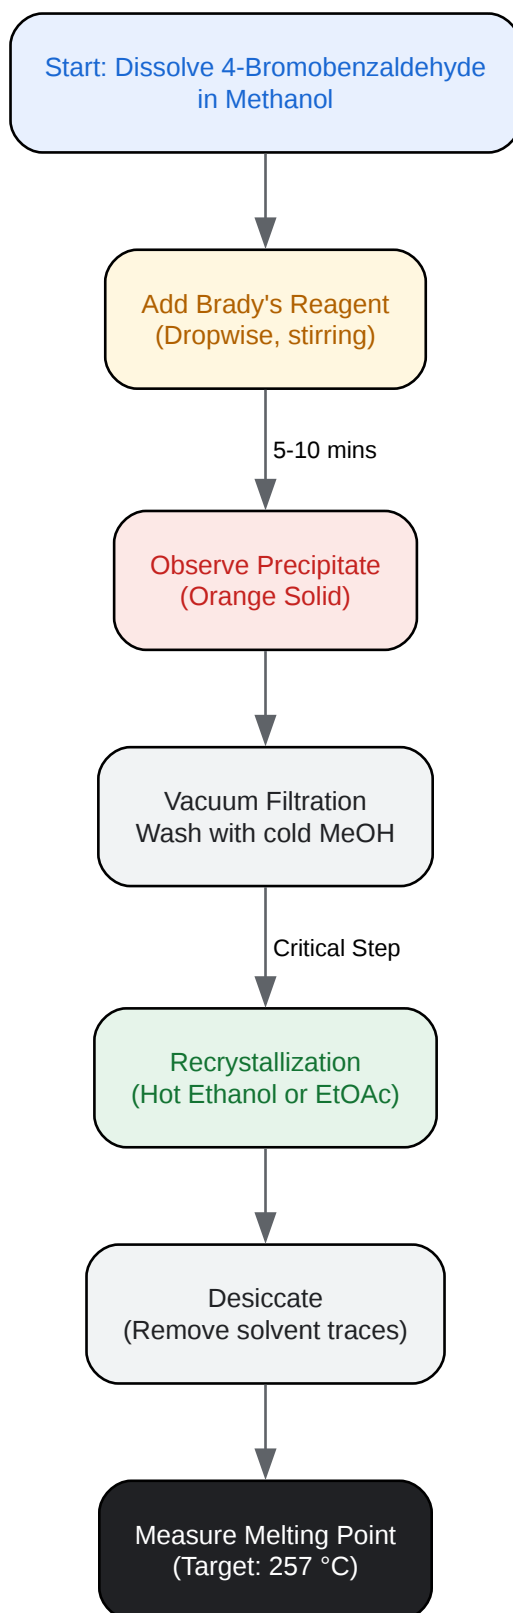 Start: Dissolve 4-Bromobenzaldehyde
in Methanol
Add Brady's Reagent
(Dropwise, stirring)
5-10 mins
Observe Precipitate
(Orange Solid)
Vacuum Filtration
Wash with cold MeOH
Critical Step
Recrystallization
(Hot Ethanol or EtOAc)
Desiccate
(Remove solvent traces)
Measure Melting Point
(Target: 257 °C)